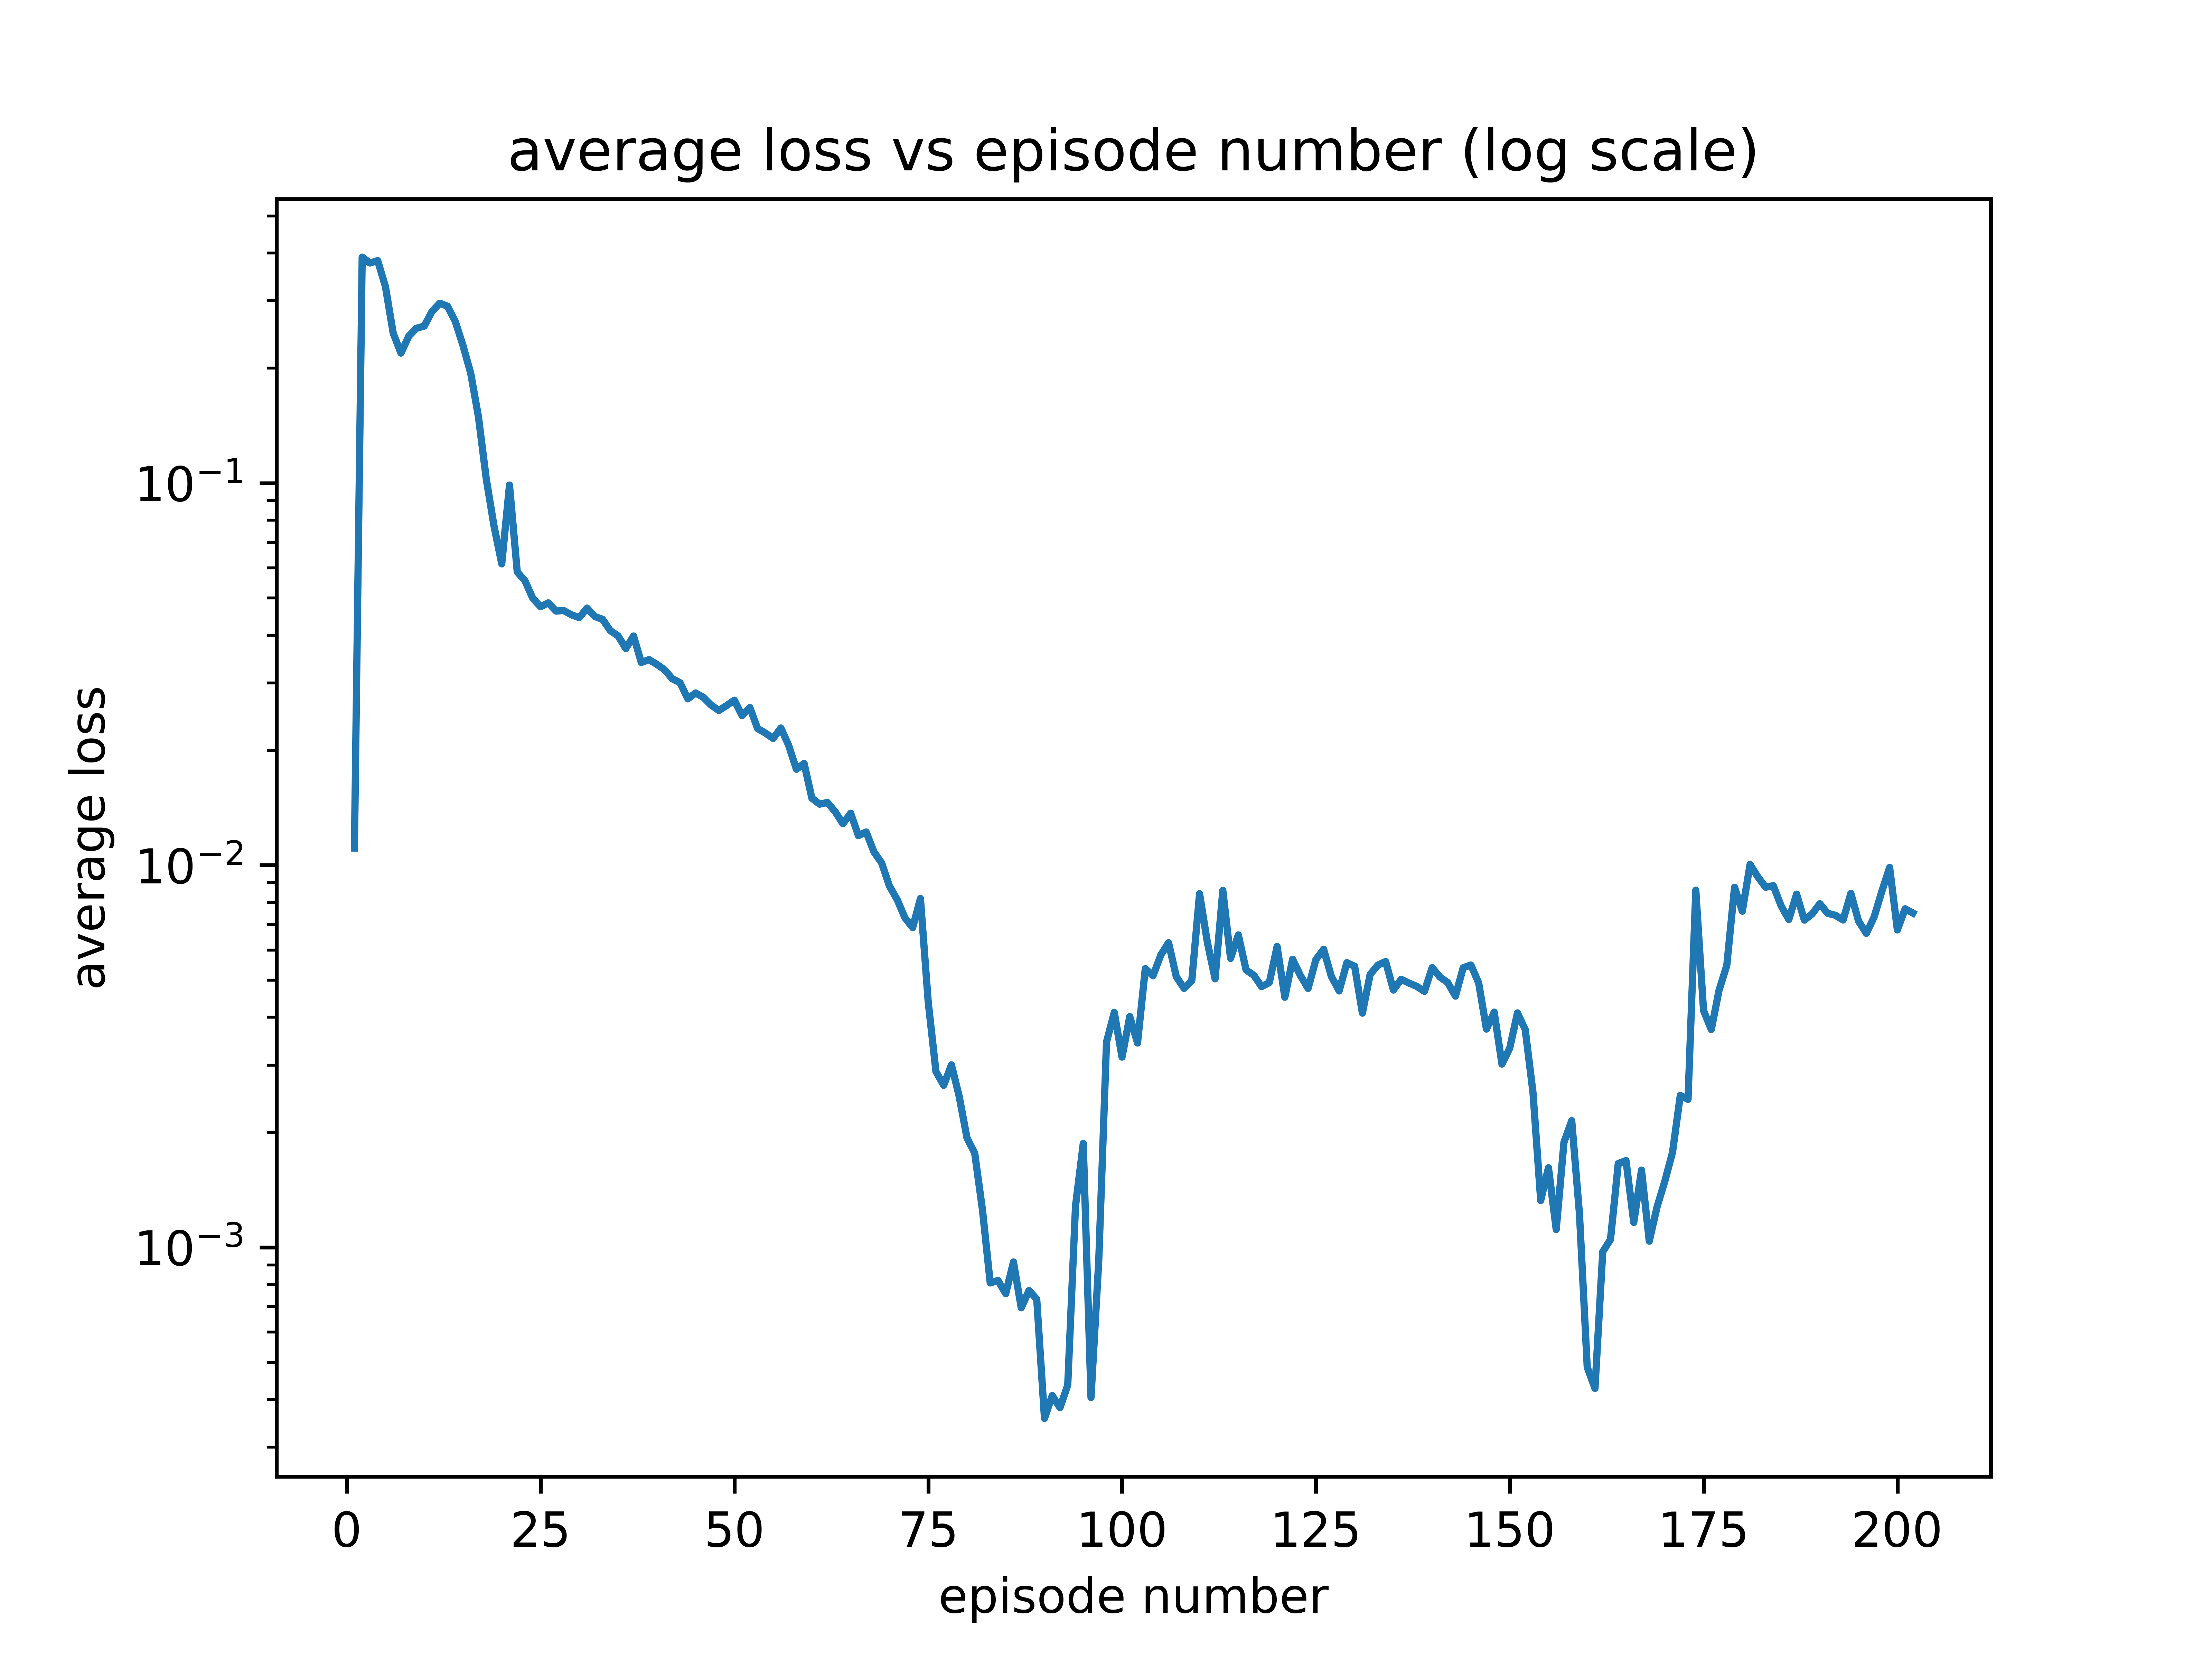 average loss vs episode number (log scale)
average loss
10⁻¹
10⁻²
10⁻³
0 25 50 75 100 125 150 175 200
episode number